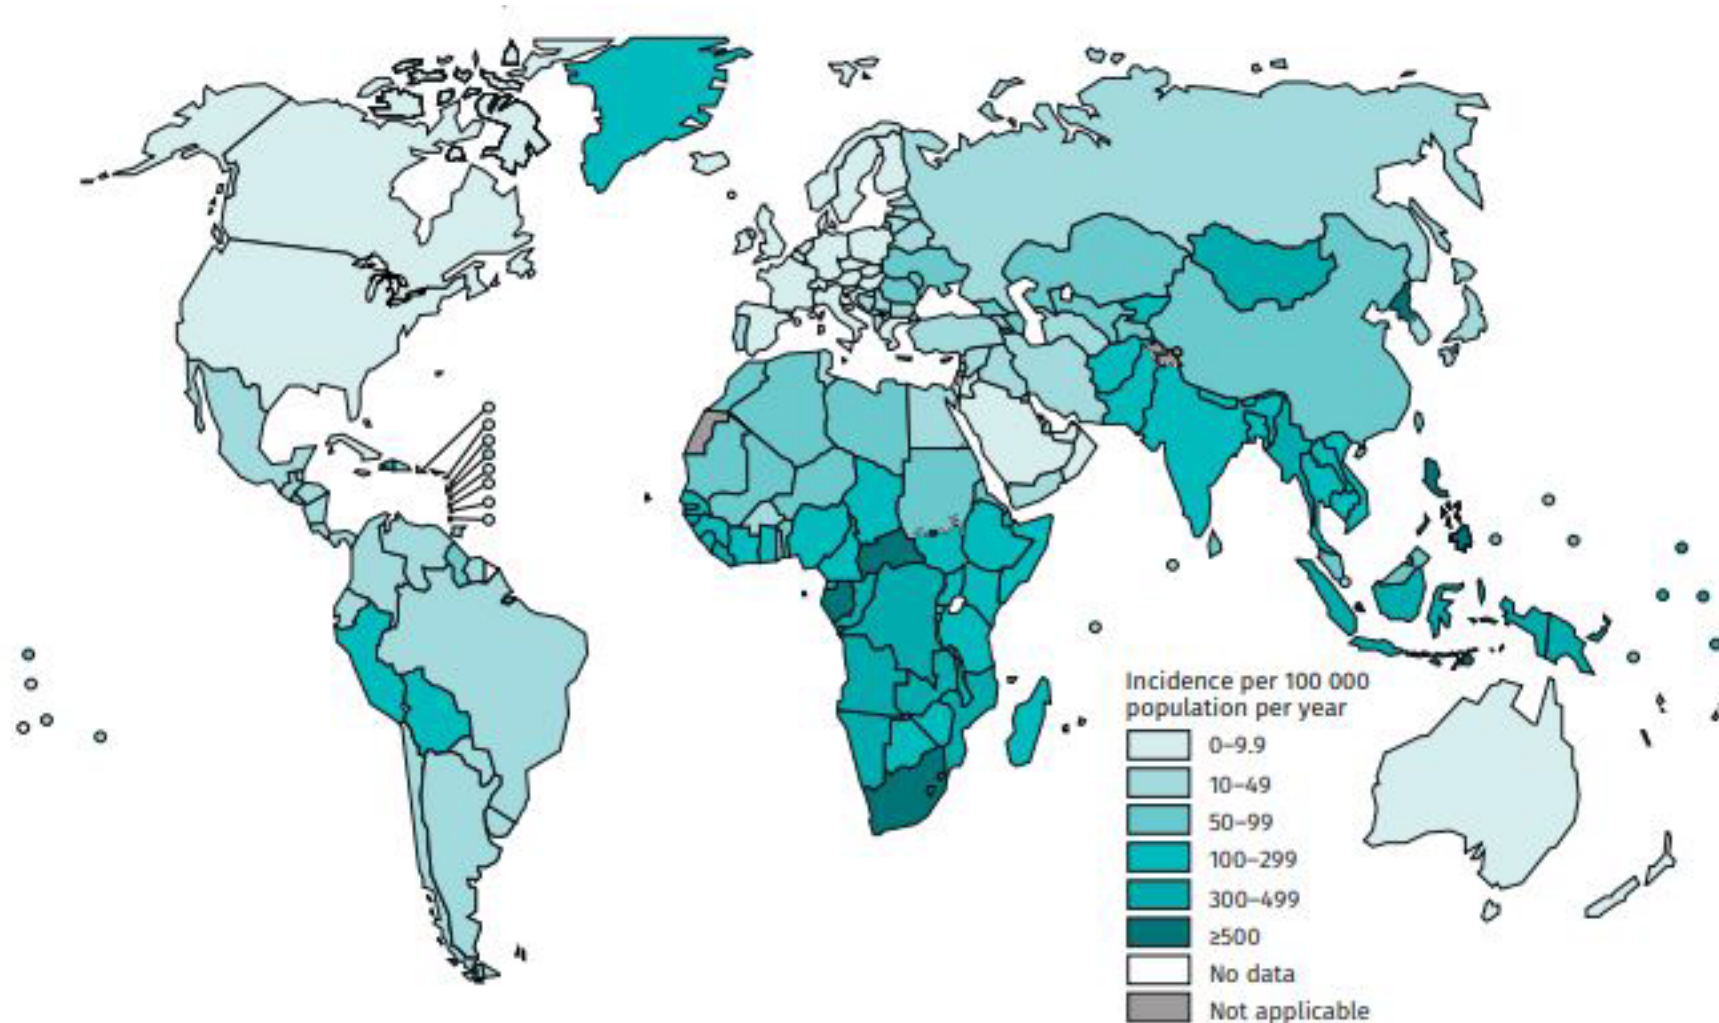 Incidence per 100 000
population per year
0–9.9
10–49
50–99
100–299
300–499
≥500
No data
Not applicable